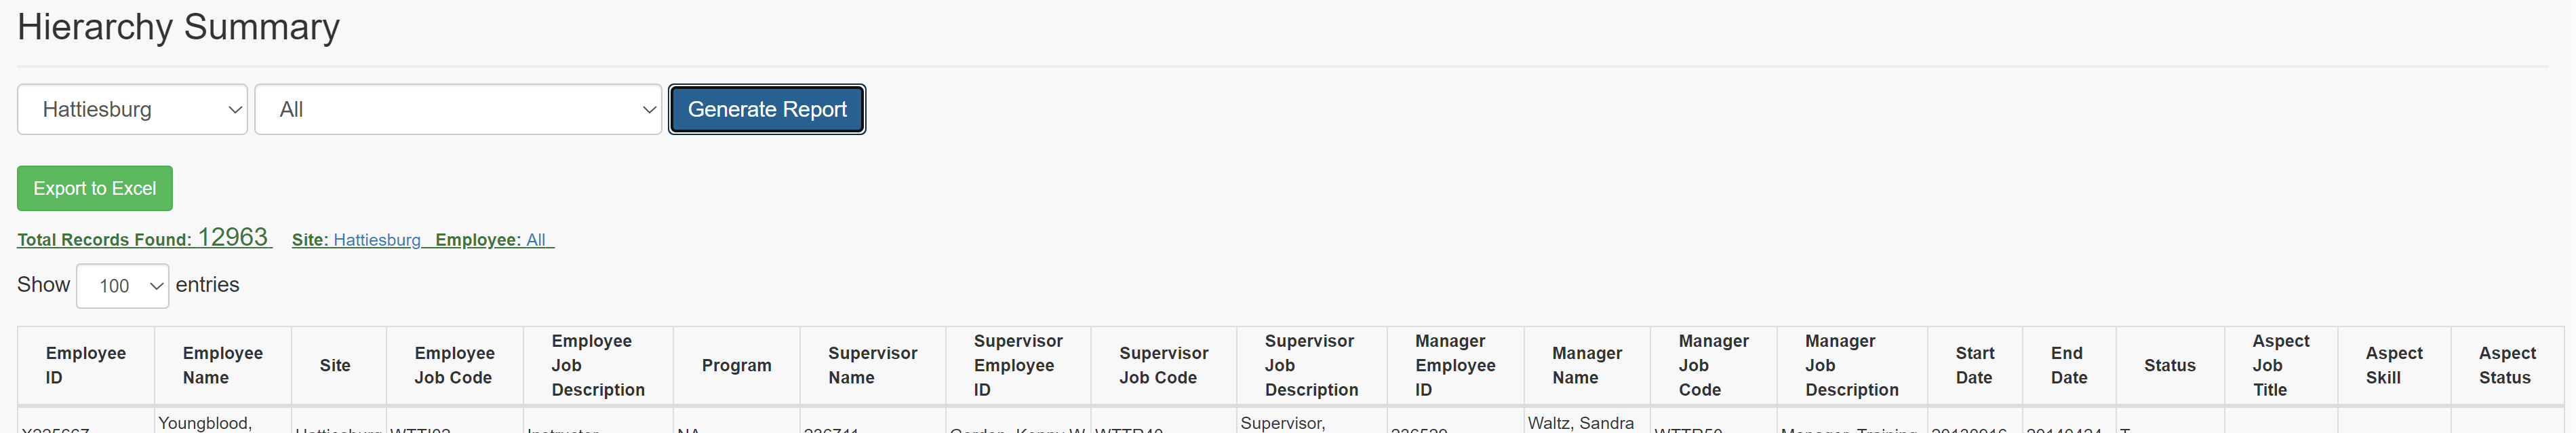 Hierarchy Summary
Hattiesburg All Generate Report
Export to Excel
Total Records Found: 12963 Site: Hattiesburg Employee: All
Show 100 entries
Employee ID
Employee Name
Site
Employee Job Code
Employee Job Description
Program
Supervisor Name
Supervisor Employee ID
Supervisor Job Code
Supervisor Job Description
Manager Employee ID
Manager Name
Manager Job Code
Manager Job Description
Start Date
End Date
Status
Aspect Job Title
Aspect Skill
Aspect Status
Youngblood,
Hattiesburg
Instructor
NA
Supervisor,
Waltz, Sandra